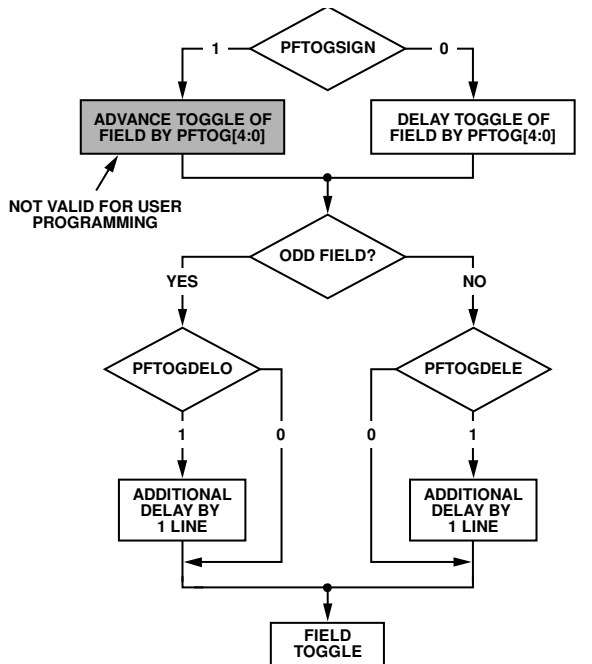 PFTOGSIGN
1
0
ADVANCE TOGGLE OF
FIELD BY PFTOG[4:0]
DELAY TOGGLE OF
FIELD BY PFTOG[4:0]
NOT VALID FOR USER
PROGRAMMING
ODD FIELD?
YES
NO
PFTOGDELO
PFTOGDELE
1
0
0
1
ADDITIONAL
DELAY BY
1 LINE
ADDITIONAL
DELAY BY
1 LINE
FIELD
TOGGLE